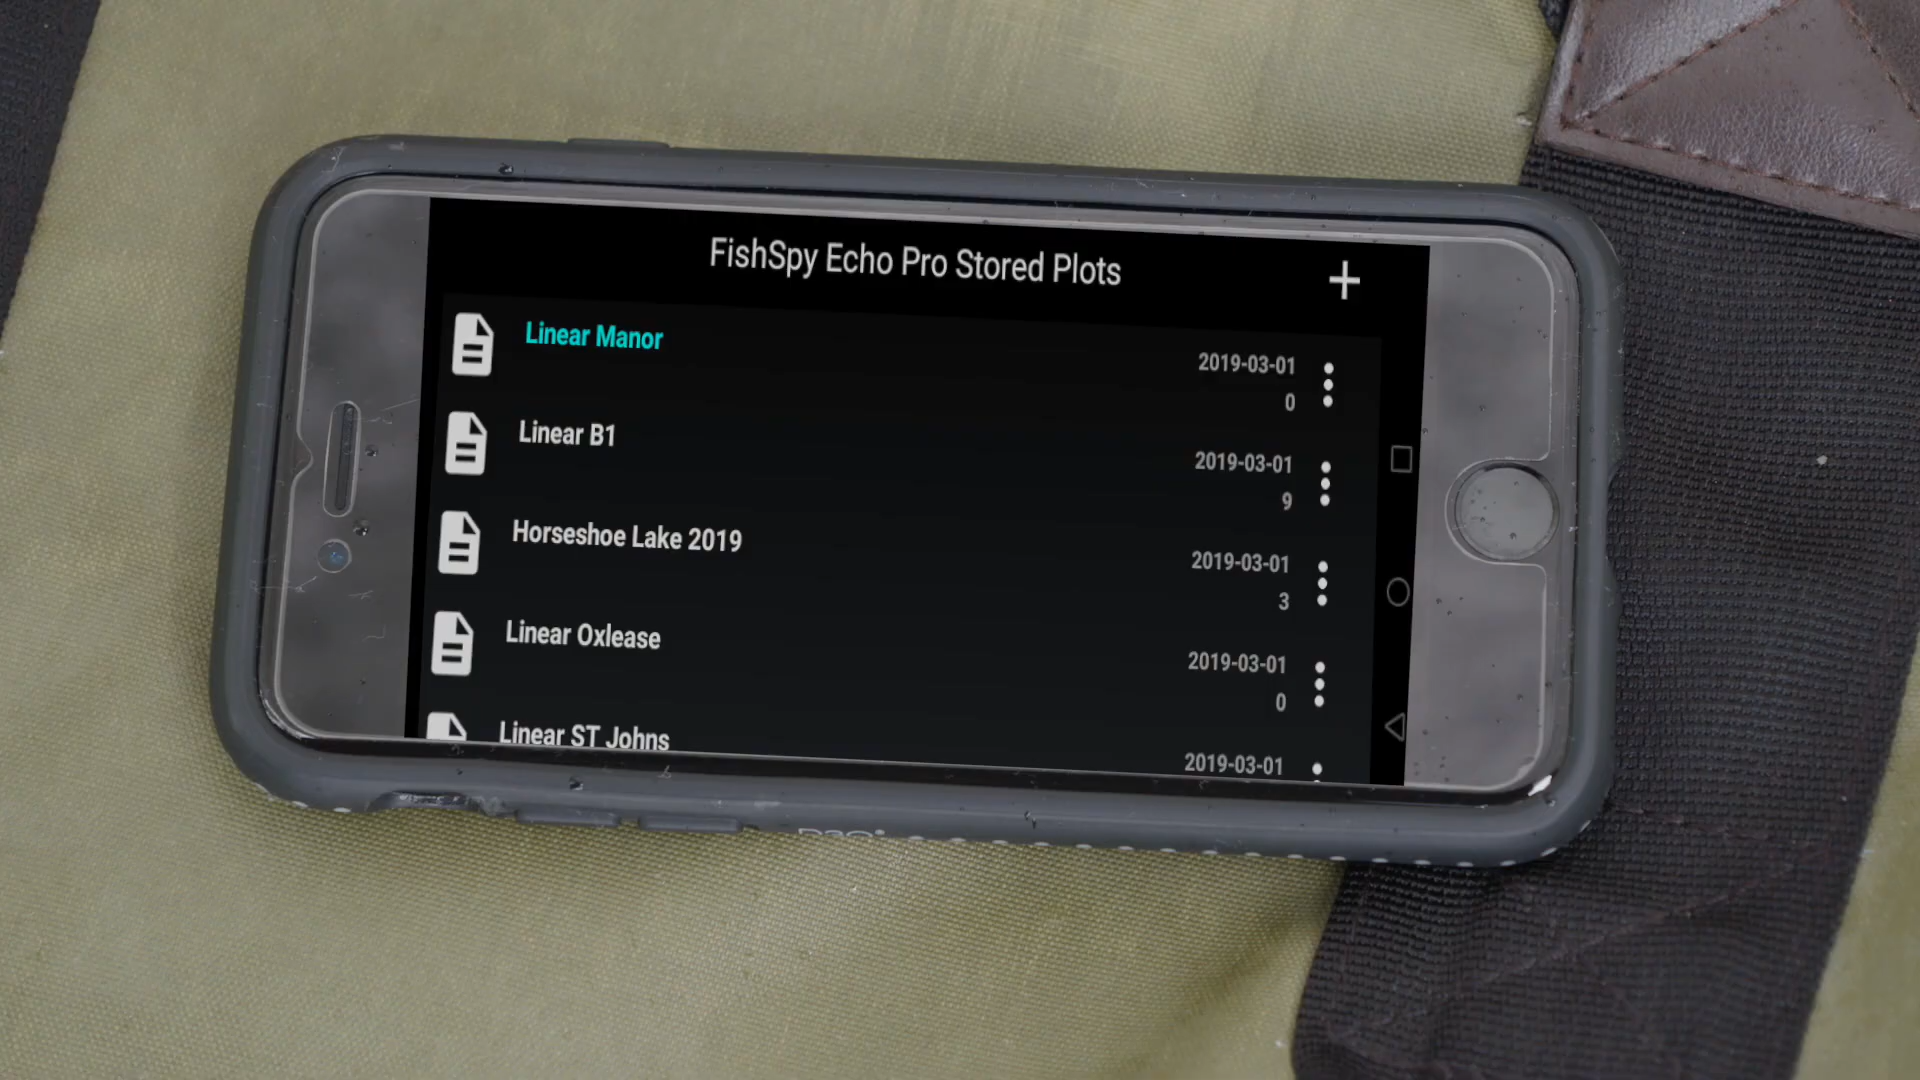 FishSpy Echo Pro Stored Plots
Linear Manor
2019-03-01
0
Linear B1
2019-03-01
9
Horseshoe Lake 2019
2019-03-01
3
Linear Oxlease
2019-03-01
0
Linear ST Johns
2019-03-01